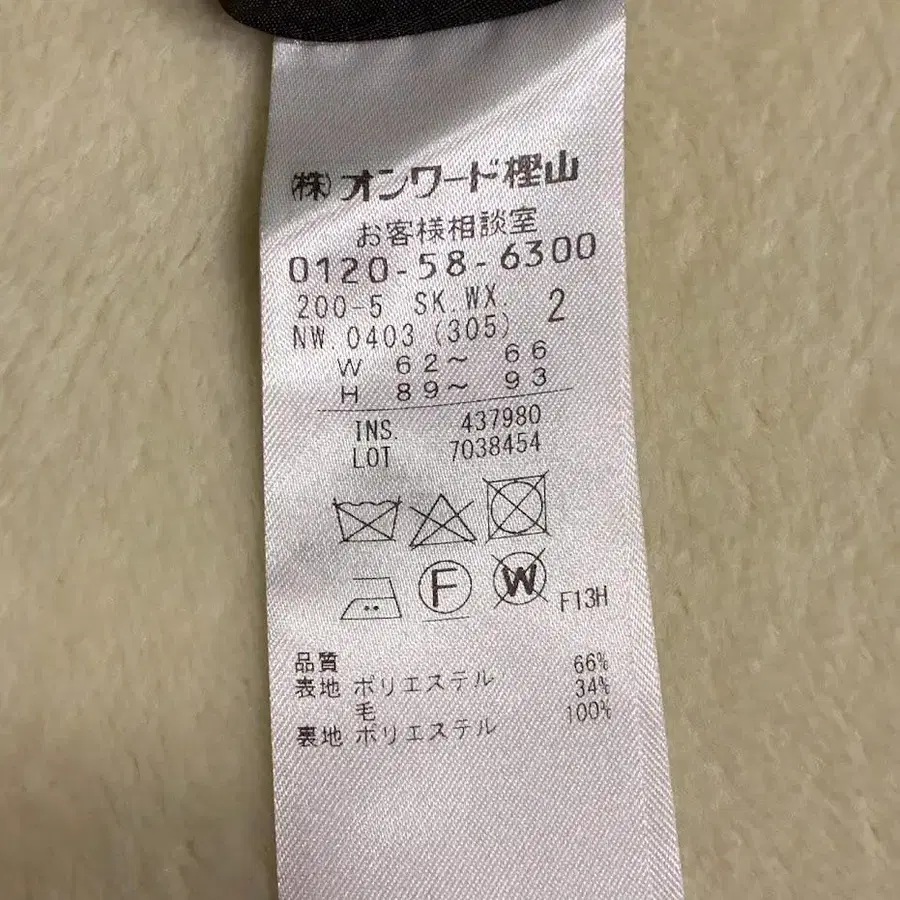 ㈱オンワード樫山
お客様相談室
0120-58-6300
200-5 SK.WX. 2
NW.0403(305)
W 62～ 66
H 89～ 93
INS. 437980
LOT 7038454
F W F13H
品質
表地 ポリエステル 66%
毛 34%
裏地 ポリエステル 100%